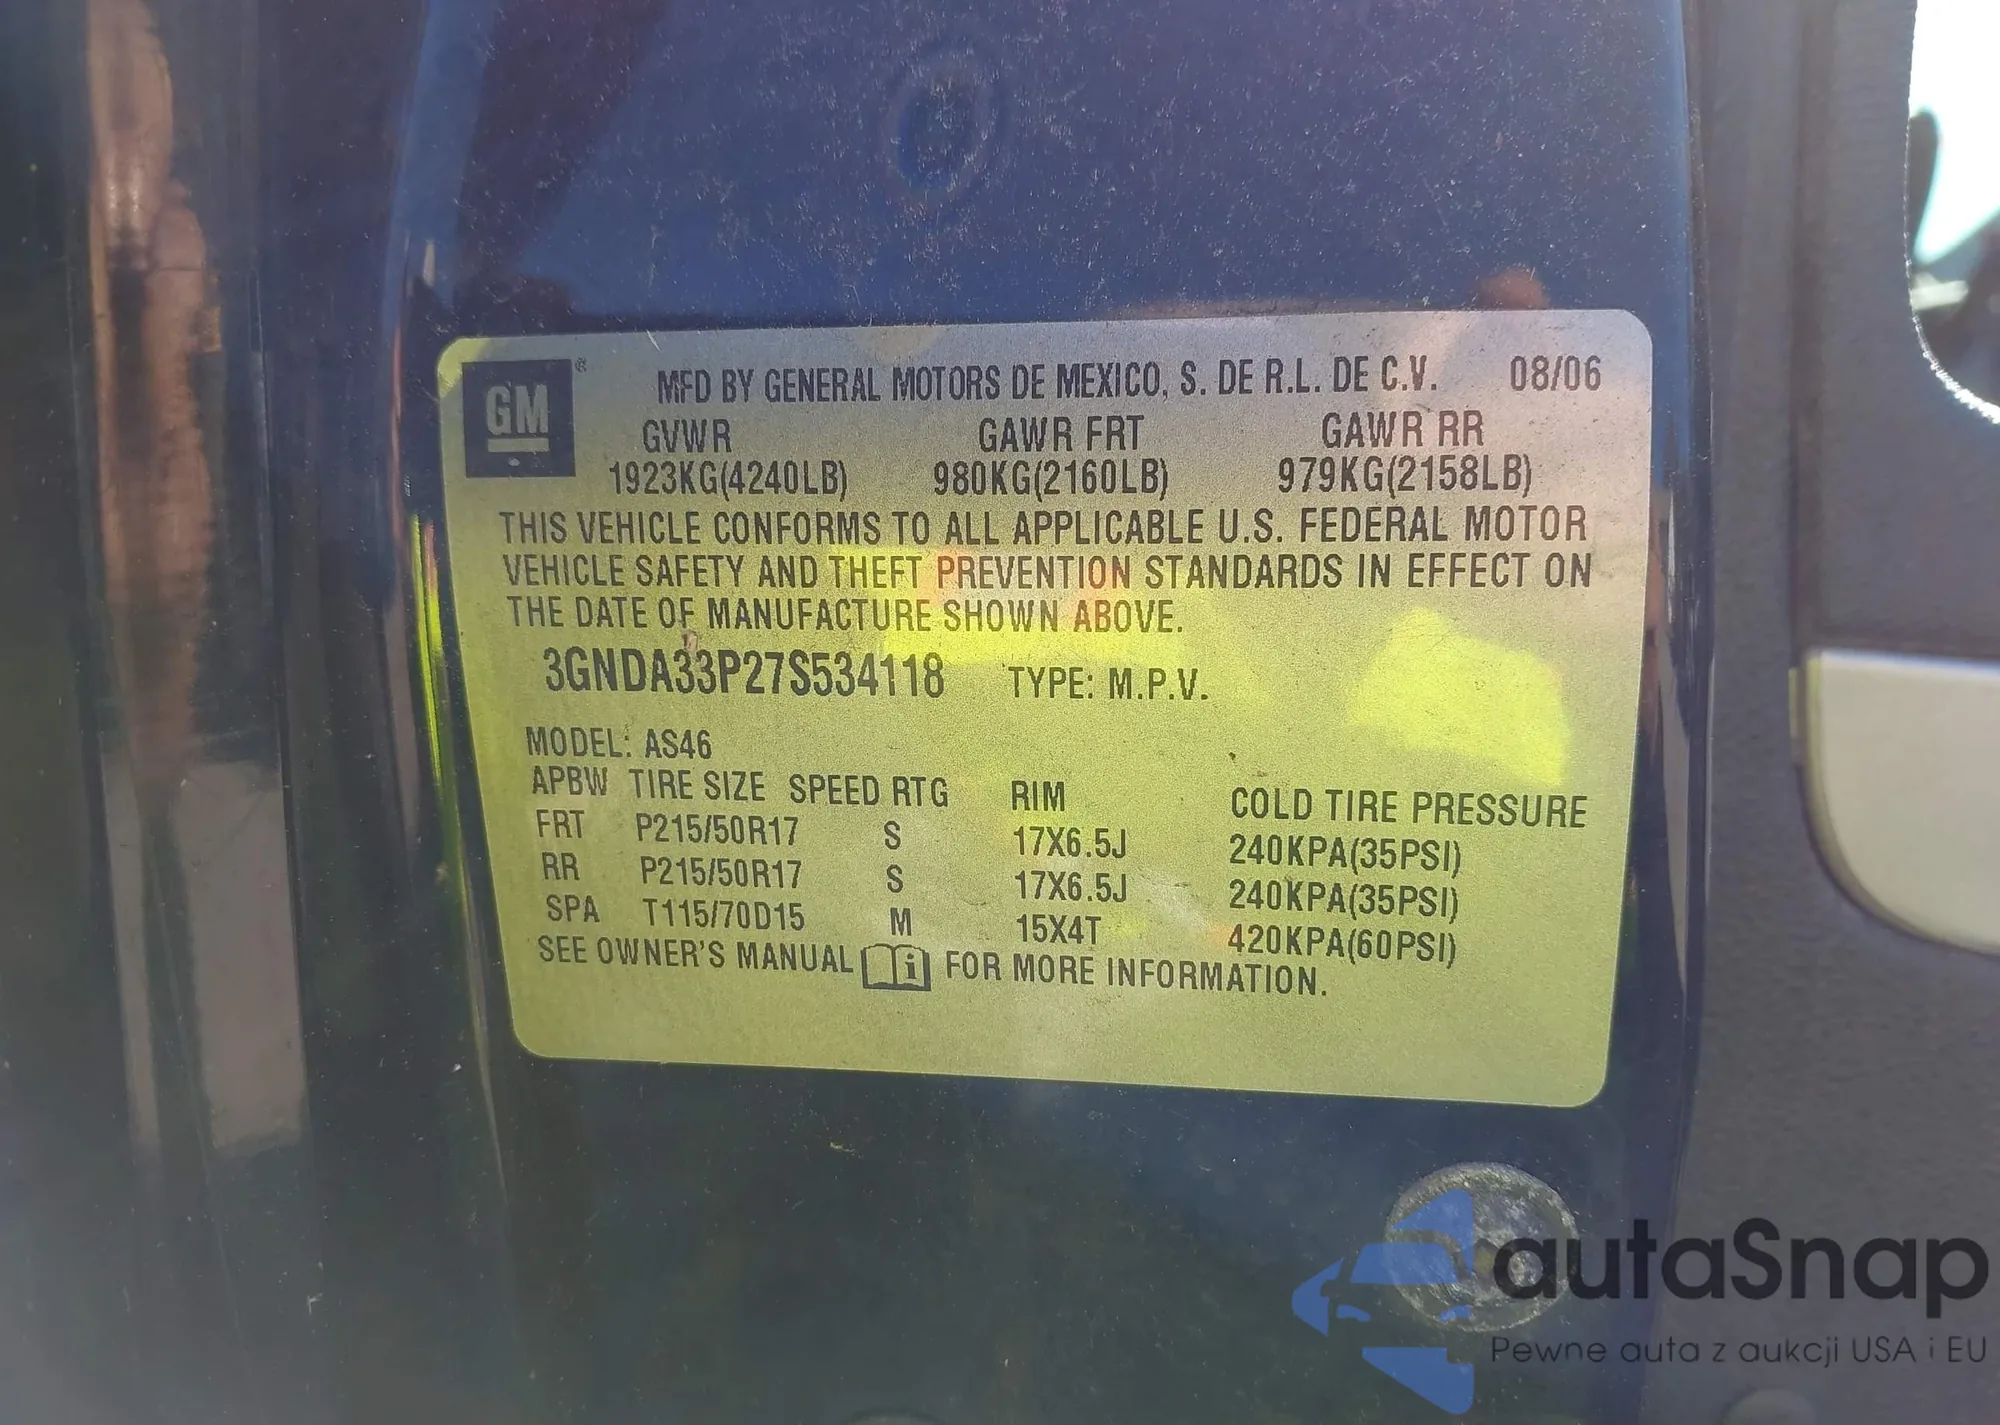 GM ® MFD BY GENERAL MOTORS DE MEXICO, S. DE R.L. DE C.V. 08/06
GVWR GAWR FRT GAWR RR
1923KG(4240LB) 980KG(2160LB) 979KG(2158LB)
THIS VEHICLE CONFORMS TO ALL APPLICABLE U.S. FEDERAL MOTOR
VEHICLE SAFETY AND THEFT PREVENTION STANDARDS IN EFFECT ON
THE DATE OF MANUFACTURE SHOWN ABOVE.
3GNDA33P27S534118 TYPE: M.P.V.
MODEL: AS46
APBW TIRE SIZE SPEED RTG RIM COLD TIRE PRESSURE
FRT P215/50R17 S 17X6.5J 240KPA(35PSI)
RR P215/50R17 S 17X6.5J 240KPA(35PSI)
SPA T115/70D15 M 15X4T 420KPA(60PSI)
SEE OWNER'S MANUAL i FOR MORE INFORMATION.
autaSnap
Pewne auta z aukcji USA i EU